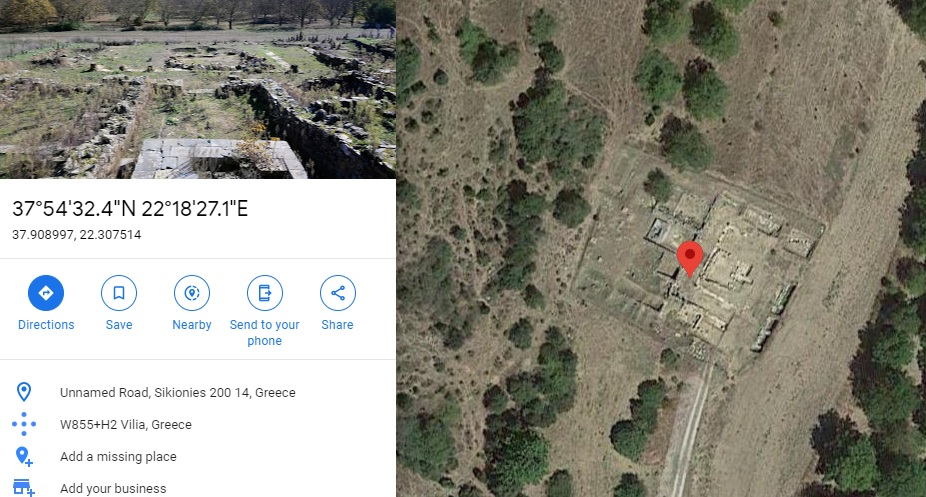 37°54'32.4"N 22°18'27.1"E
37.908997, 22.307514
Directions
Save
Nearby
Send to your
phone
Share
Unnamed Road, Sikionies 200 14, Greece
W855+H2 Vilia, Greece
Add a missing place
Add your business